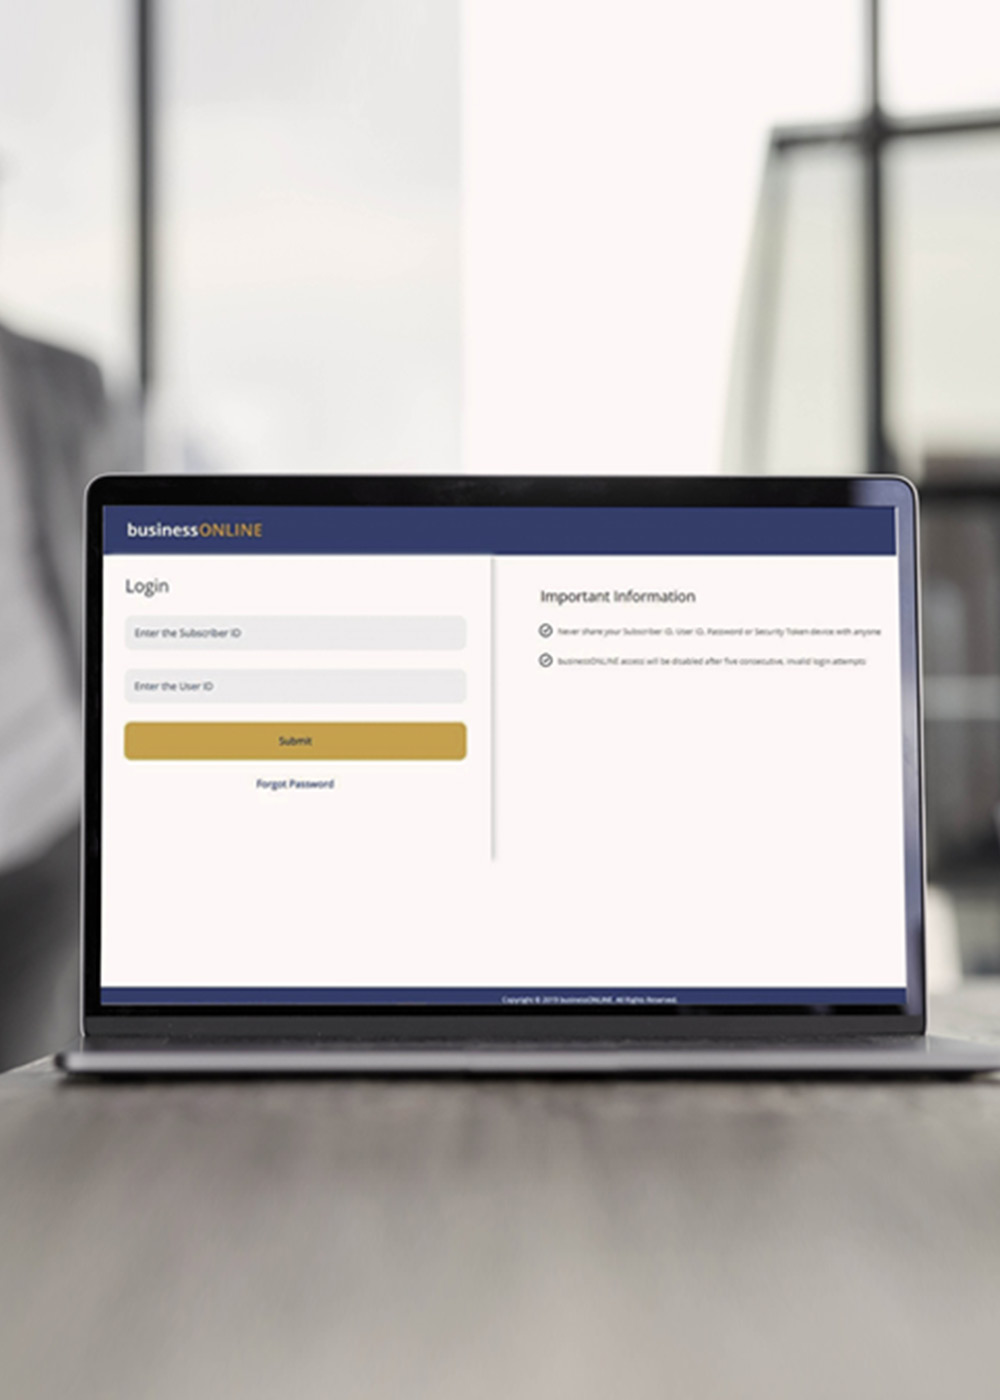 businessONLINE
Login
Enter the Subscriber ID
Enter the User ID
Submit
Forgot Password
Important Information
Never share your Subscriber ID, User ID, Password or Security Token device with anyone
businessONLINE access will be disabled after five consecutive, invalid login attempts
Copyright © 2019 businessONLINE. All Rights Reserved.